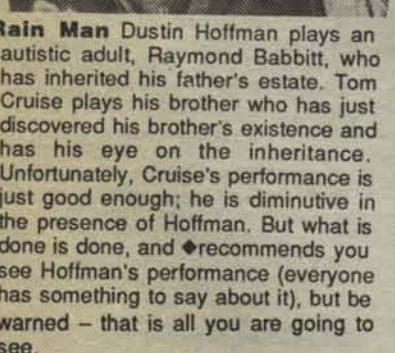 Rain Man Dustin Hoffman plays an
autistic adult, Raymond Babbitt, who
has inherited his father's estate. Tom
Cruise plays his brother who has just
discovered his brother's existence and
has his eye on the inheritance.
Unfortunately, Cruise's performance is
just good enough; he is diminutive in
the presence of Hoffman. But what is
done is done, and ◆recommends you
see Hoffman's performance (everyone
has something to say about it), but be
warned – that is all you are going to
see.